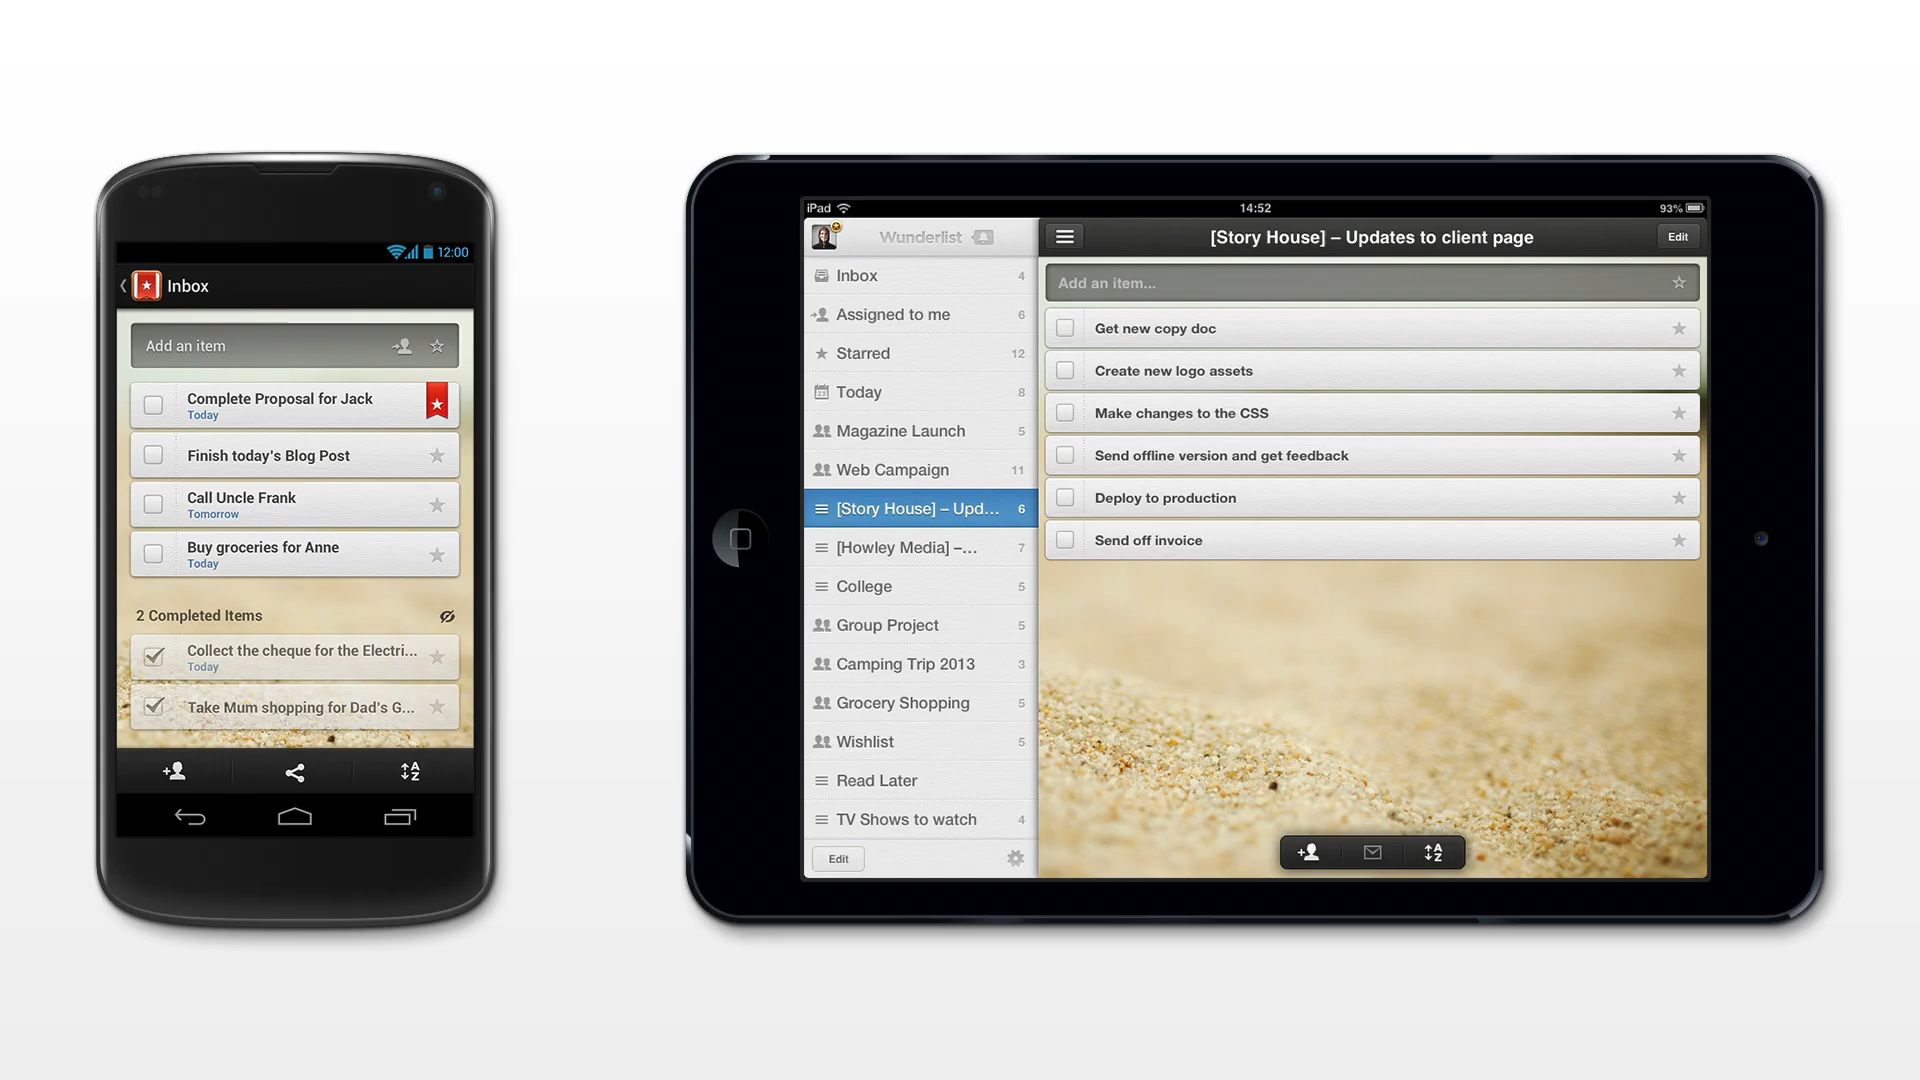 12:00
Inbox
Add an item
Complete Proposal for Jack
Today
Finish today's Blog Post
Call Uncle Frank
Tomorrow
Buy groceries for Anne
Today
2 Completed Items
Collect the cheque for the Electri...
Today
Take Mum shopping for Dad's G...
A
Z
iPad
14:52
93%
Wunderlist
Inbox 4
Assigned to me 6
Starred 12
Today 8
Magazine Launch 5
Web Campaign 11
[Story House] – Upd... 6
[Howley Media] –... 7
College 5
Group Project 5
Camping Trip 2013 3
Grocery Shopping 5
Wishlist 5
Read Later
TV Shows to watch 4
Edit
[Story House] – Updates to client page
Edit
Add an item...
Get new copy doc
Create new logo assets
Make changes to the CSS
Send offline version and get feedback
Deploy to production
Send off invoice
A
Z